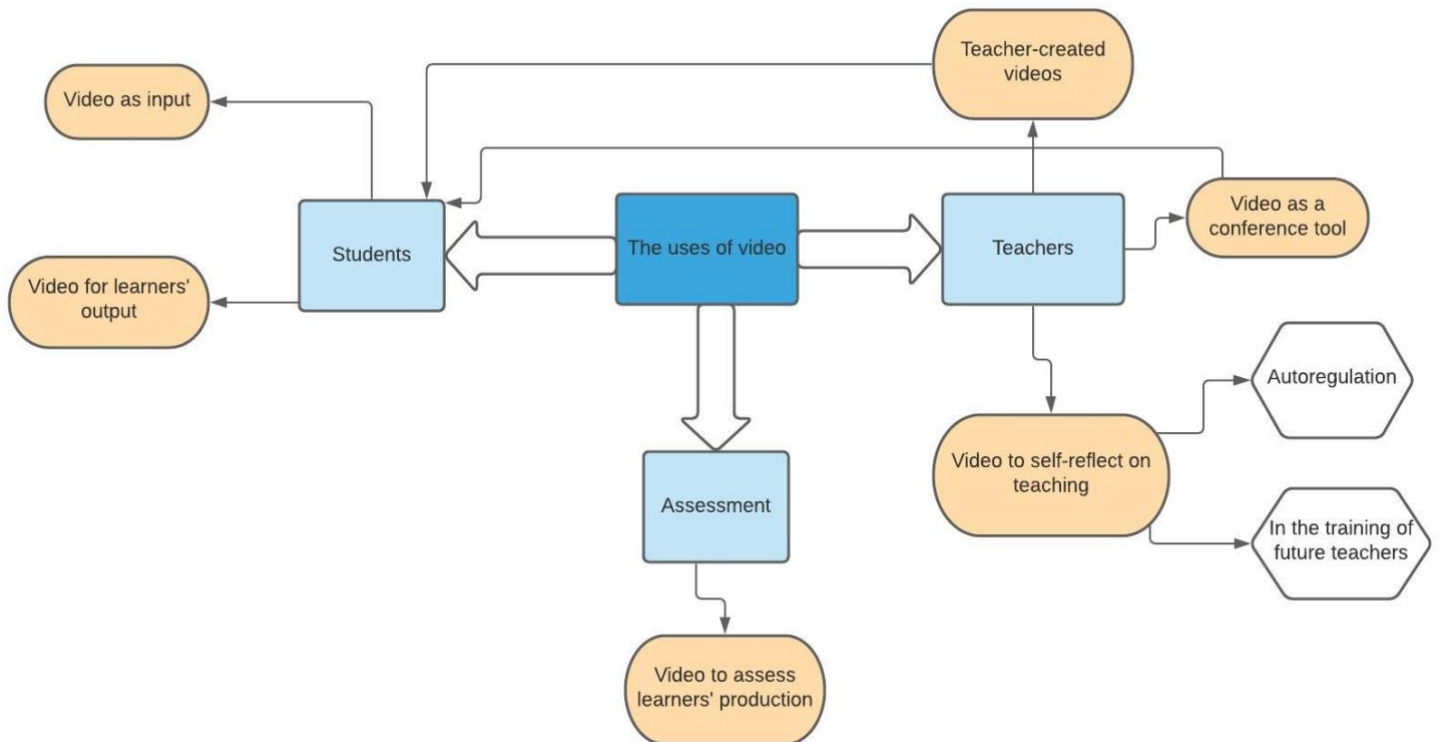 Teacher-created
videos
Video as input
Video as a
conference tool
Students
The uses of video
Teachers
Video for learners'
output
Autoregulation
Video to self-reflect on
teaching
Assessment
In the training of
future teachers
Video to assess
learners' production